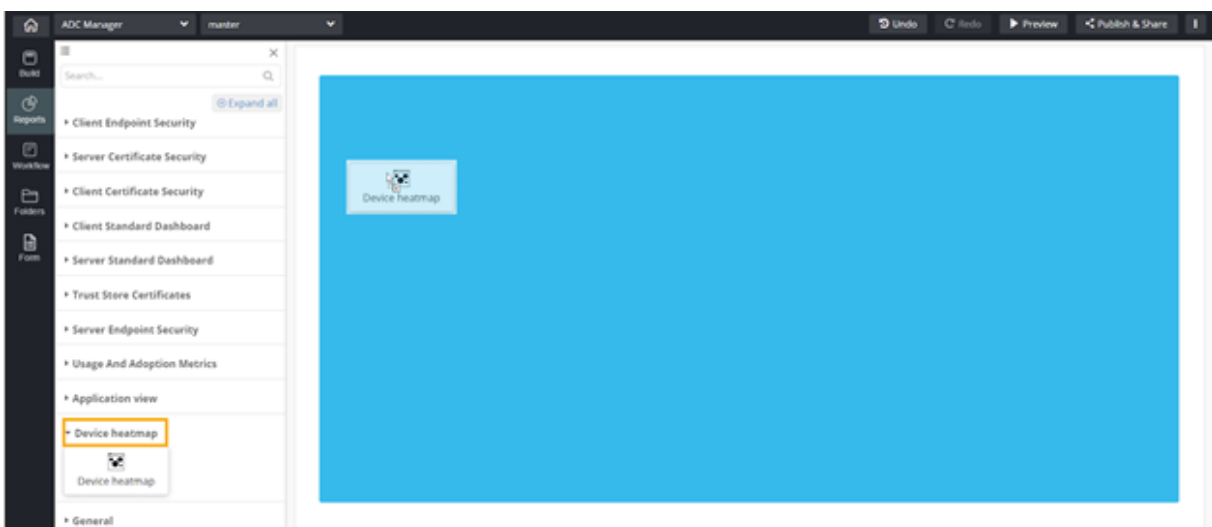 ADC Manager master Undo Redo Preview Publish & Share
Build
Reports
Workflow
Folders
Form
Search...
Expand all
Client Endpoint Security
Server Certificate Security
Client Certificate Security
Client Standard Dashboard
Server Standard Dashboard
Trust Store Certificates
Server Endpoint Security
Usage And Adoption Metrics
Application view
Device heatmap
Device heatmap
General
Device heatmap